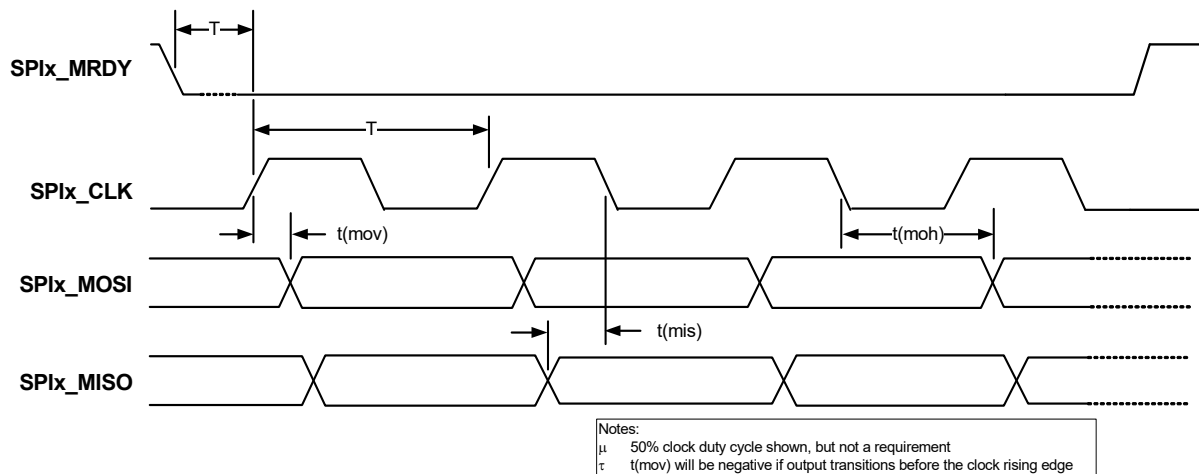 T
SPIx_MRDY
T
SPIx_CLK
t(mov)
t(moh)
SPIx_MOSI
t(mis)
SPIx_MISO
Notes:
μ 50% clock duty cycle shown, but not a requirement
τ t(mov) will be negative if output transitions before the clock rising edge